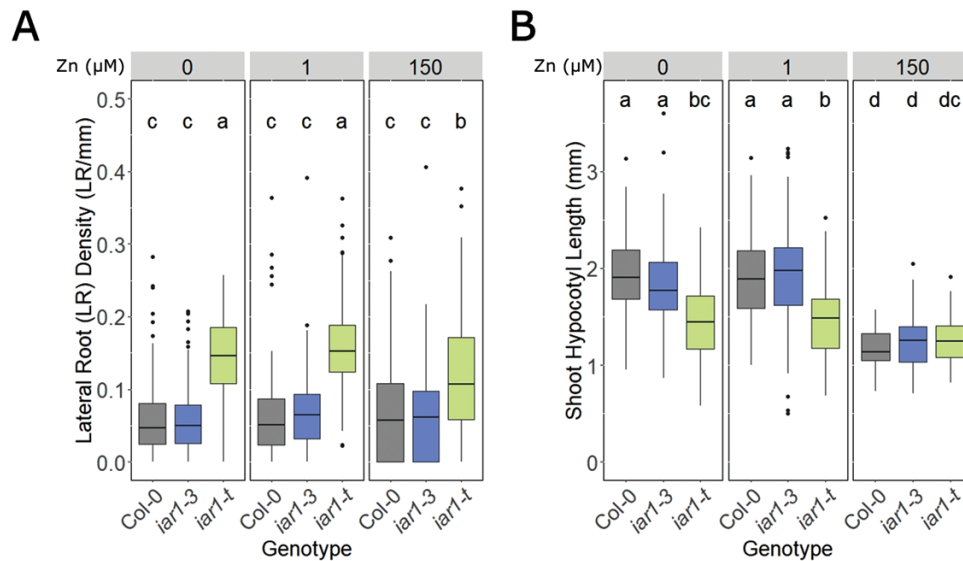 A
Zn (µM) 0 1 150
0.5
0.4
0.3
0.2
0.1
0.0
Lateral Root (LR) Density (LR/mm)
c c a c c a c c b
Col-0 iar1-3 iar1-t Col-0 iar1-3 iar1-t Col-0 iar1-3 iar1-t
Genotype
B
Zn (µM) 0 1 150
3
2
1
0
Shoot Hypocotyl Length (mm)
a a bc a a b d d dc
Col-0 iar1-3 iar1-t Col-0 iar1-3 iar1-t Col-0 iar1-3 iar1-t
Genotype